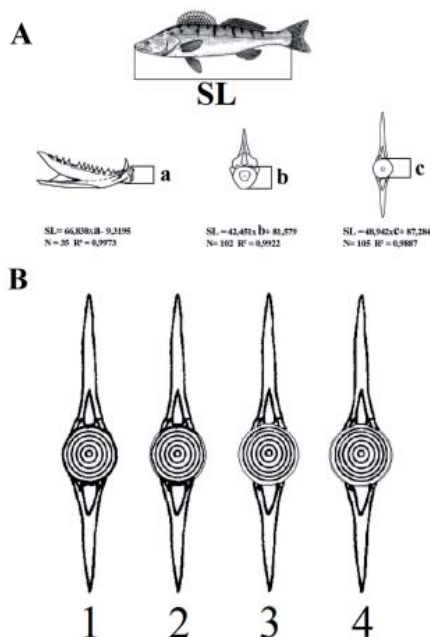 A
SL
a
b
c
SL= 66,838xa- 9,3195
N = 35 R² = 0,9973
SL = 42,451x b+ 81,579
N= 102 R² = 0,9922
SL = 48,942xc+ 87,284
N= 105 R² = 0,9887
B
1 2 3 4